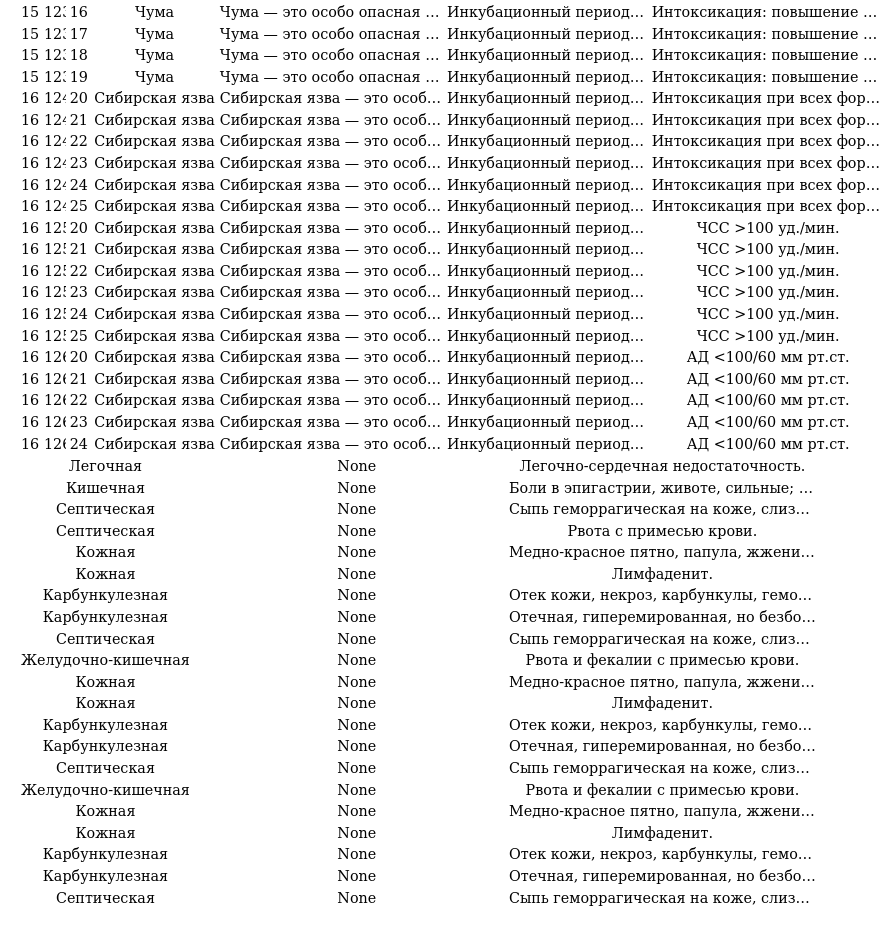 15 123 16 Чума Чума — это особо опасная … Инкубационный период… Интоксикация: повышение …
15 123 17 Чума Чума — это особо опасная … Инкубационный период… Интоксикация: повышение …
15 123 18 Чума Чума — это особо опасная … Инкубационный период… Интоксикация: повышение …
15 123 19 Чума Чума — это особо опасная … Инкубационный период… Интоксикация: повышение …
16 124 20 Сибирская язва Сибирская язва — это особ… Инкубационный период… Интоксикация при всех фор…
16 124 21 Сибирская язва Сибирская язва — это особ… Инкубационный период… Интоксикация при всех фор…
16 124 22 Сибирская язва Сибирская язва — это особ… Инкубационный период… Интоксикация при всех фор…
16 124 23 Сибирская язва Сибирская язва — это особ… Инкубационный период… Интоксикация при всех фор…
16 124 24 Сибирская язва Сибирская язва — это особ… Инкубационный период… Интоксикация при всех фор…
16 124 25 Сибирская язва Сибирская язва — это особ… Инкубационный период… Интоксикация при всех фор…
16 125 20 Сибирская язва Сибирская язва — это особ… Инкубационный период… ЧСС >100 уд./мин.
16 125 21 Сибирская язва Сибирская язва — это особ… Инкубационный период… ЧСС >100 уд./мин.
16 125 22 Сибирская язва Сибирская язва — это особ… Инкубационный период… ЧСС >100 уд./мин.
16 125 23 Сибирская язва Сибирская язва — это особ… Инкубационный период… ЧСС >100 уд./мин.
16 125 24 Сибирская язва Сибирская язва — это особ… Инкубационный период… ЧСС >100 уд./мин.
16 125 25 Сибирская язва Сибирская язва — это особ… Инкубационный период… ЧСС >100 уд./мин.
16 126 20 Сибирская язва Сибирская язва — это особ… Инкубационный период… АД <100/60 мм рт.ст.
16 126 21 Сибирская язва Сибирская язва — это особ… Инкубационный период… АД <100/60 мм рт.ст.
16 126 22 Сибирская язва Сибирская язва — это особ… Инкубационный период… АД <100/60 мм рт.ст.
16 126 23 Сибирская язва Сибирская язва — это особ… Инкубационный период… АД <100/60 мм рт.ст.
16 126 24 Сибирская язва Сибирская язва — это особ… Инкубационный период… АД <100/60 мм рт.ст.
Легочная None Легочно-сердечная недостаточность.
Кишечная None Боли в эпигастрии, животе, сильные; …
Септическая None Сыпь геморрагическая на коже, слиз…
Септическая None Рвота с примесью крови.
Кожная None Медно-красное пятно, папула, жжени…
Кожная None Лимфаденит.
Карбункулезная None Отек кожи, некроз, карбункулы, гемо…
Карбункулезная None Отечная, гиперемированная, но безбо…
Септическая None Сыпь геморрагическая на коже, слиз…
Желудочно-кишечная None Рвота и фекалии с примесью крови.
Кожная None Медно-красное пятно, папула, жжени…
Кожная None Лимфаденит.
Карбункулезная None Отек кожи, некроз, карбункулы, гемо…
Карбункулезная None Отечная, гиперемированная, но безбо…
Септическая None Сыпь геморрагическая на коже, слиз…
Желудочно-кишечная None Рвота и фекалии с примесью крови.
Кожная None Медно-красное пятно, папула, жжени…
Кожная None Лимфаденит.
Карбункулезная None Отек кожи, некроз, карбункулы, гемо…
Карбункулезная None Отечная, гиперемированная, но безбо…
Септическая None Сыпь геморрагическая на коже, слиз…